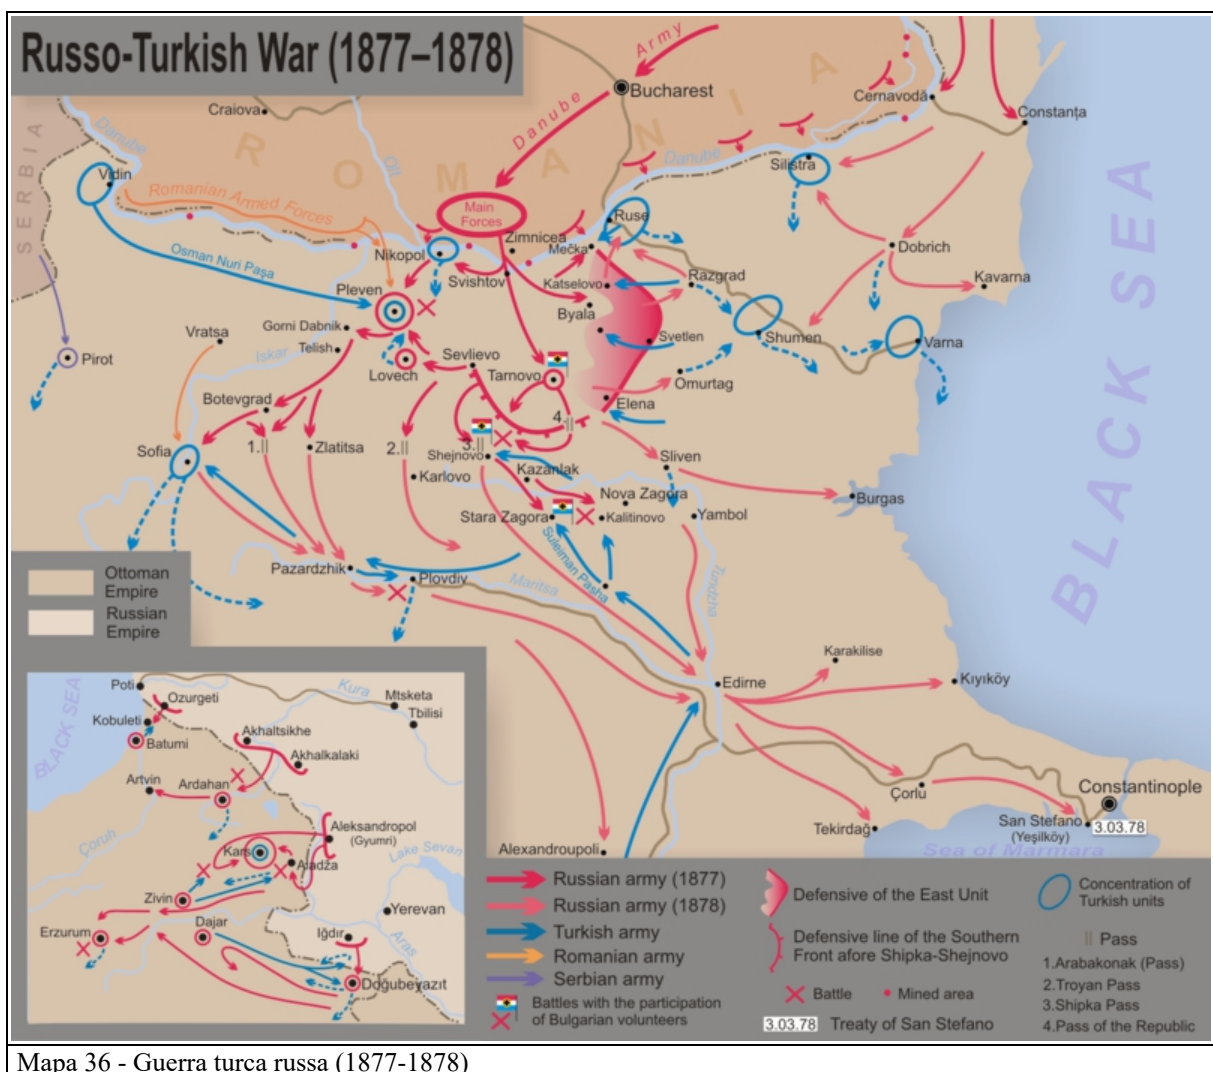 Russo-Turkish War (1877–1878)
Army
Danube
Bucharest
Craiova
R O M A N I A
SERBIA
Danube
Olt
Danube
Cernavodă
Constanța
Silistra
Vidin
Romanian Armed Forces
Main
Forces
Ruse
Zimnicea
Mečka
Nikopol
Osman Nuri Paşa
Svishtov
Katselovo
Razgrad
Dobrich
Kavarna
Pleven
Byala
Vratsa
Gorni Dabnik
Telish
Iskar
Svetlen
Shumen
Varna
Pirot
Lovech
Sevlievo
Tarnovo
Omurtag
Botevgrad
Elena
BLACK SEA
Sofia
1.||
Zlatitsa
2.||
3.||
4.||
Shejnovo
Karlovo
Kazanlak
Sliven
Nova Zagora
Burgas
Stara Zagora
Kalitinovo
Yambol
Suleiman Pasha
Pazardzhik
Plovdiv
Maritsa
Tundzha
Karakilise
Edirne
Kıyıköy
Çorlu
Constantinople
San Stefano
(Yeşilköy)
3.03.78
Tekirdağ
Sea of Marmara
Alexandroupoli
Ottoman
Empire
Russian
Empire
BLACK SEA
Poti
Ozurgeti
Kura
Mtsketa
Tbilisi
Kobuleti
Batumi
Akhaltsikhe
Akhalkalaki
Artvin
Ardahan
Çoruh
Aleksandropol
(Gyumri)
Kars
Aladža
Lake Sevan
Zivin
Yerevan
Dajar
Erzurum
Iğdır
Aras
Doğubeyazıt
Russian army (1877)
Russian army (1878)
Turkish army
Romanian army
Serbian army
Battles with the participation
of Bulgarian volunteers
Defensive of the East Unit
Defensive line of the Southern
Front afore Shipka-Shejnovo
Battle
Mined area
3.03.78 Treaty of San Stefano
Concentration of
Turkish units
|| Pass
1.Arabakonak (Pass)
2.Troyan Pass
3.Shipka Pass
4.Pass of the Republic
Mapa 36 - Guerra turca russa (1877-1878)